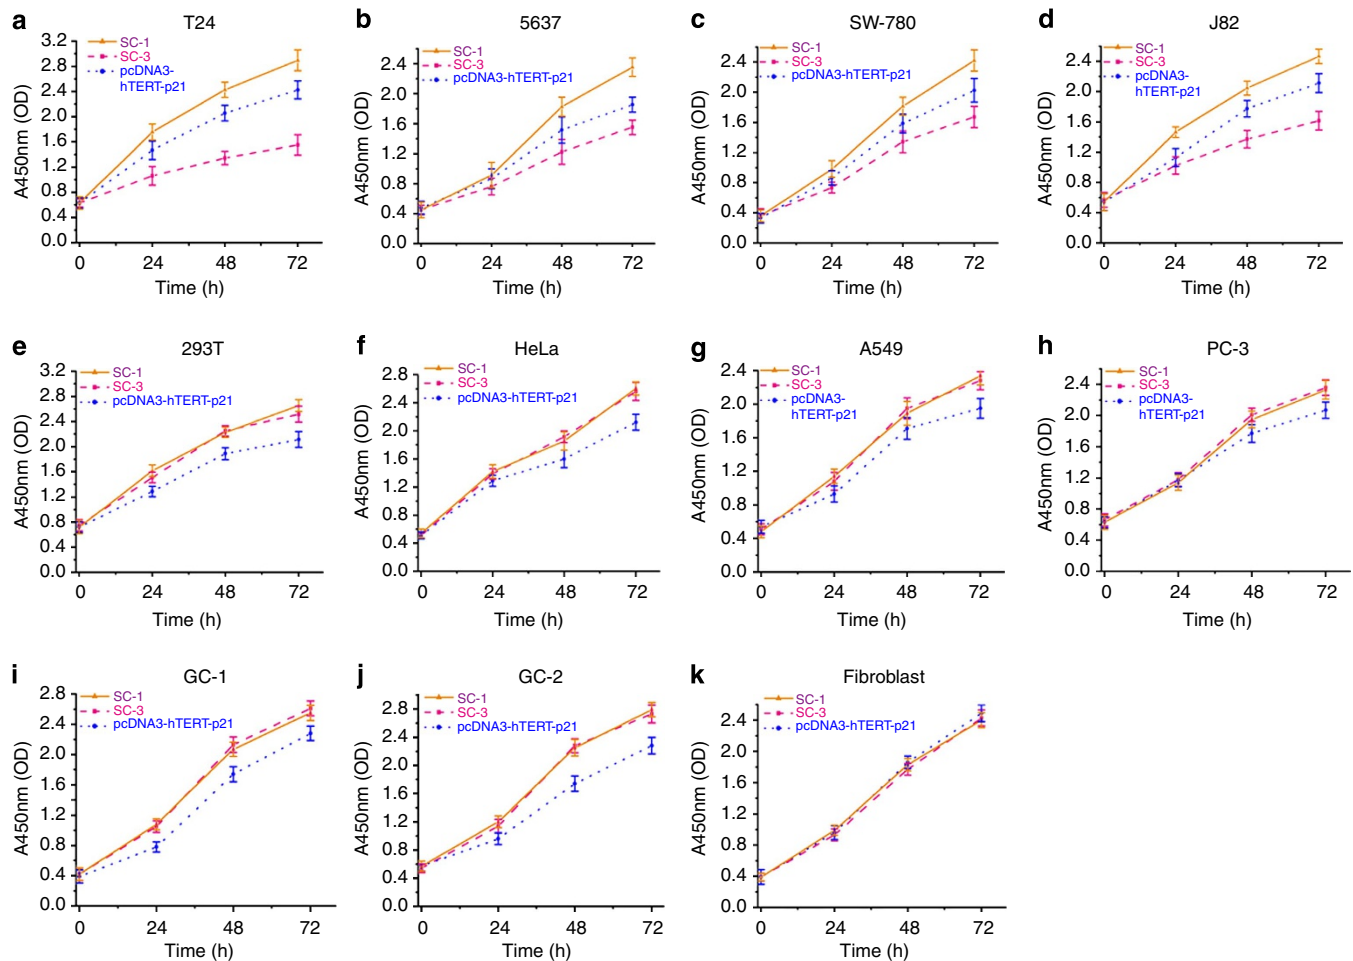 a
T24
3.2
2.8
2.4
2.0
1.6
1.2
0.8
0.4
0.0
A450nm (OD)
SC-1
SC-3
pcDNA3-
hTERT-p21
0 24 48 72
Time (h)
b
5637
2.4
2.0
1.6
1.2
0.8
0.4
0.0
A450nm (OD)
SC-1
SC-3
pcDNA3-hTERT-p21
0 24 48 72
Time (h)
c
SW-780
2.4
2.0
1.6
1.2
0.8
0.4
0.0
A450nm (OD)
SC-1
SC-3
pcDNA3-hTERT-p21
0 24 48 72
Time (h)
d
J82
2.4
2.0
1.6
1.2
0.8
0.4
0.0
A450nm (OD)
SC-1
SC-3
pcDNA3-
hTERT-p21
0 24 48 72
Time (h)
e
293T
3.2
2.8
2.4
2.0
1.6
1.2
0.8
0.4
0.0
A450nm (OD)
SC-1
SC-3
pcDNA3-hTERT-p21
0 24 48 72
Time (h)
f
HeLa
2.8
2.4
2.0
1.6
1.2
0.8
0.4
0.0
A450nm (OD)
SC-1
SC-3
pcDNA3-hTERT-p21
0 24 48 72
Time (h)
g
A549
2.4
2.0
1.6
1.2
0.8
0.4
0.0
A450nm (OD)
SC-1
SC-3
pcDNA3-
hTERT-p21
0 24 48 72
Time (h)
h
PC-3
2.4
2.0
1.6
1.2
0.8
0.4
0.0
A450nm (OD)
SC-1
SC-3
pcDNA3-
hTERT-p21
0 24 48 72
Time (h)
i
GC-1
2.8
2.4
2.0
1.6
1.2
0.8
0.4
0.0
A450nm (OD)
SC-1
SC-3
pcDNA3-hTERT-p21
0 24 48 72
Time (h)
j
GC-2
2.8
2.4
2.0
1.6
1.2
0.8
0.4
0.0
A450nm (OD)
SC-1
SC-3
pcDNA3-hTERT-p21
0 24 48 72
Time (h)
k
Fibroblast
2.4
2.0
1.6
1.2
0.8
0.4
0.0
A450nm (OD)
SC-1
SC-3
pcDNA3-hTERT-p21
0 24 48 72
Time (h)